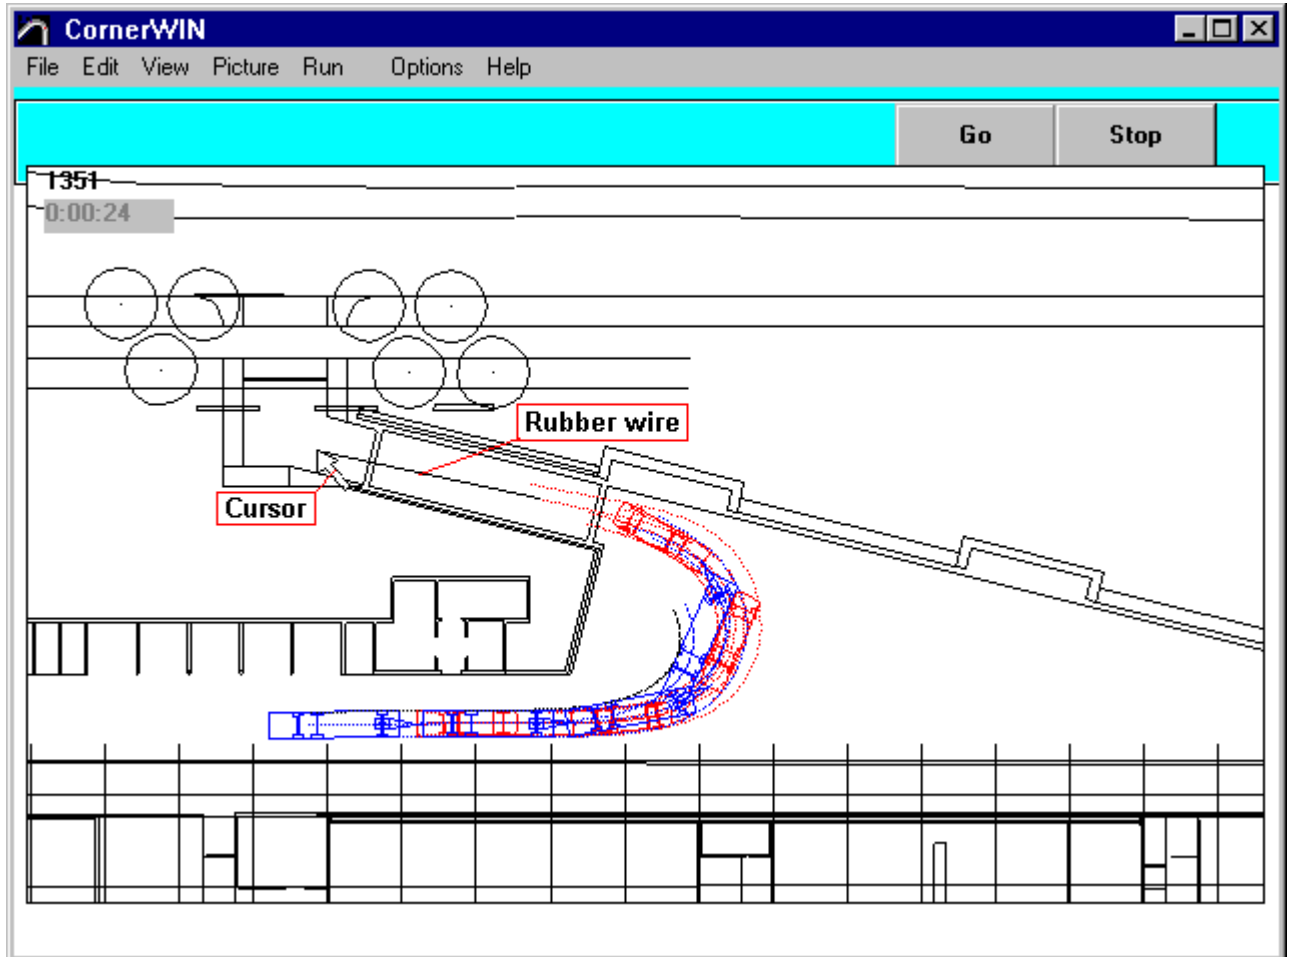 CornerWIN
File Edit View Picture Run Options Help
Go Stop
1351
0:00:24
Rubber wire
Cursor